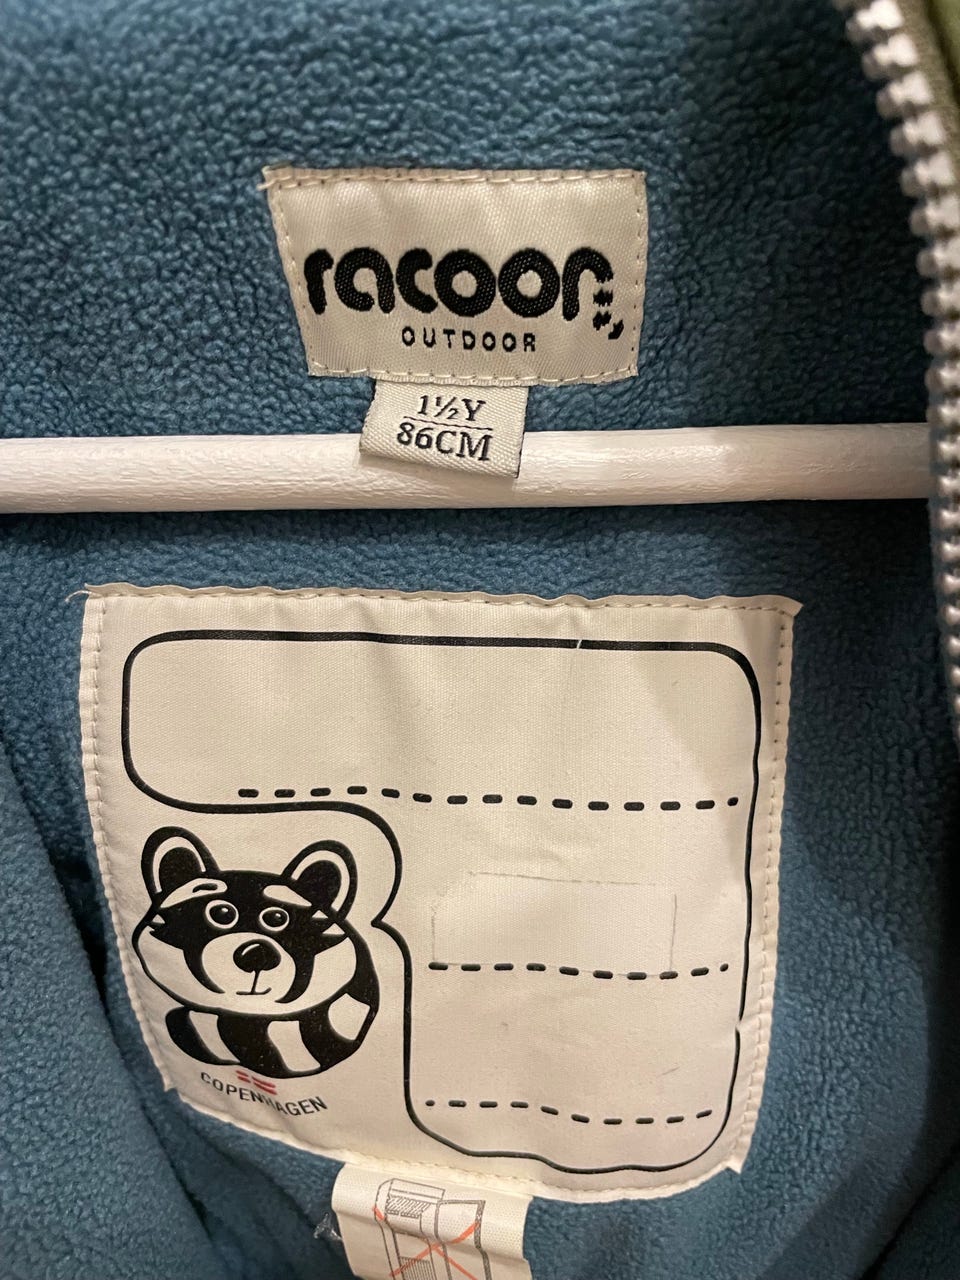 racoon
OUTDOOR
1½Y
86CM
COPENHAGEN